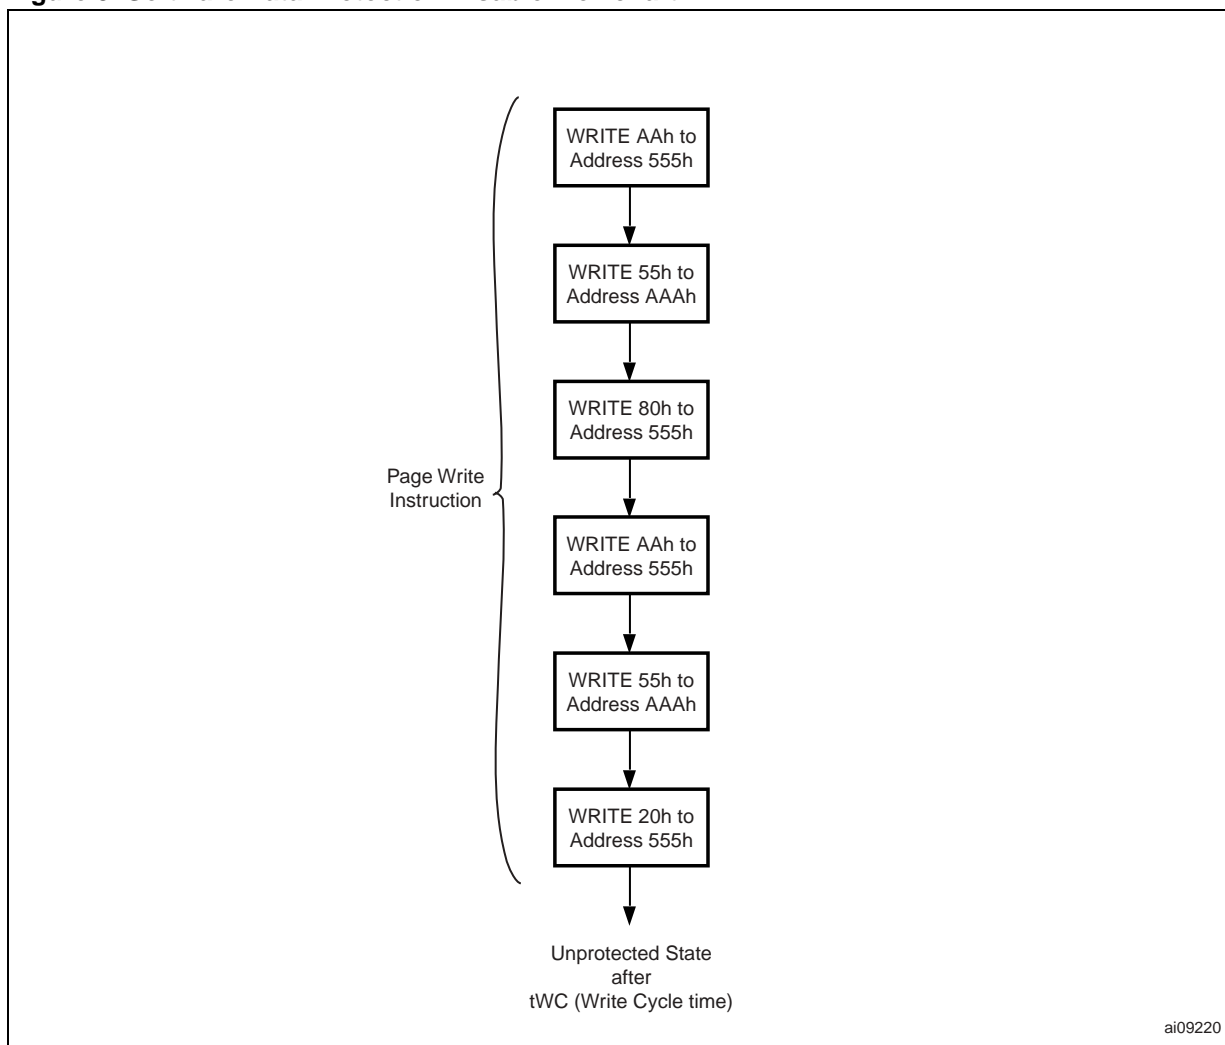 WRITE AAh to
Address 555h
WRITE 55h to
Address AAAh
WRITE 80h to
Address 555h
Page Write
Instruction
WRITE AAh to
Address 555h
WRITE 55h to
Address AAAh
WRITE 20h to
Address 555h
Unprotected State
after
tWC (Write Cycle time)
ai09220